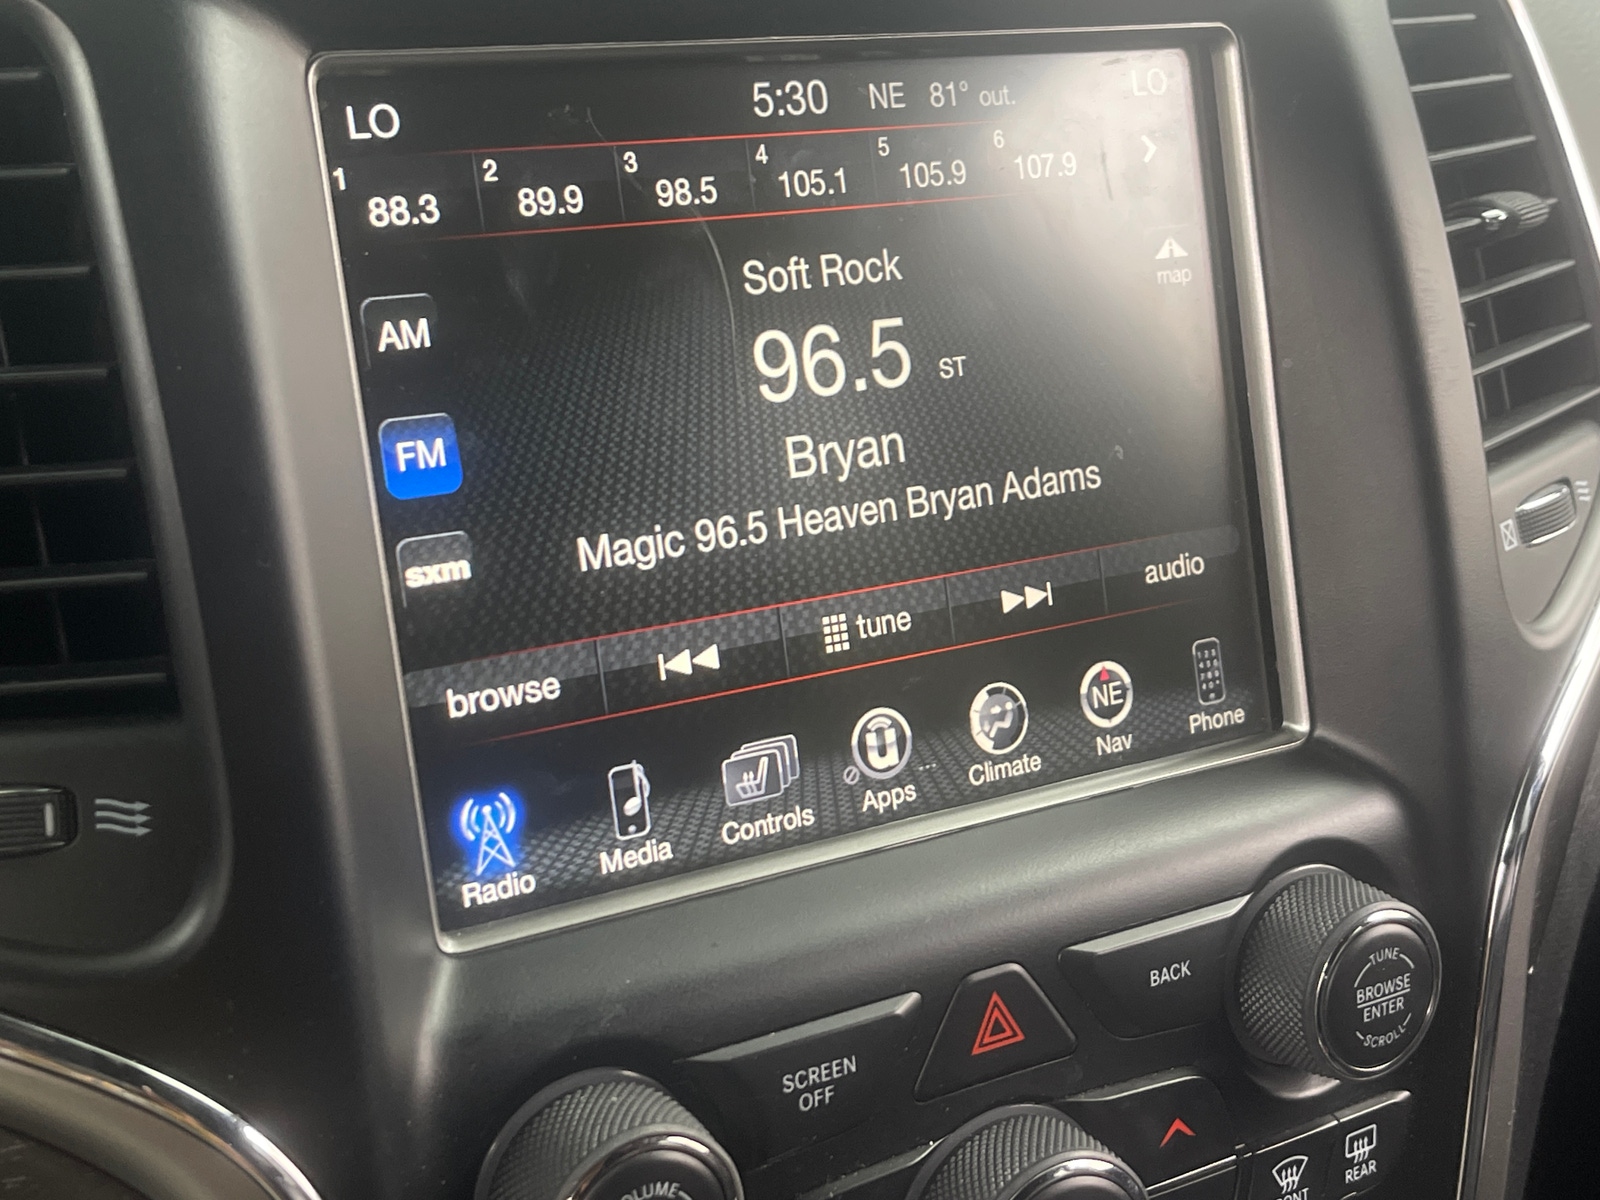 LO 5:30 NE 81° out. LO
1 88.3 2 89.9 3 98.5 4 105.1 5 105.9 6 107.9
Soft Rock
map
AM
96.5 ST
FM
Bryan
Magic 96.5 Heaven Bryan Adams
sxm
browse tune audio
Radio Media Controls Apps ... Climate NE Nav Phone
BACK
TUNE
BROWSE
ENTER
SCROLL
SCREEN
OFF
REAR